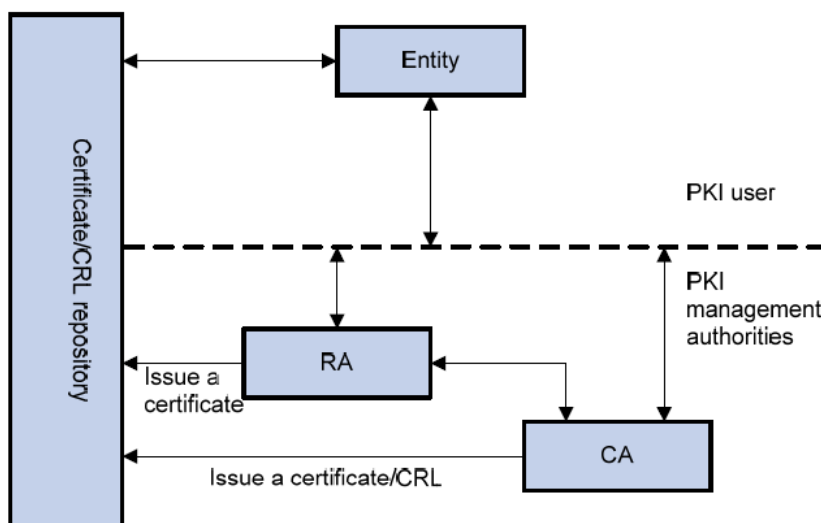 Entity
Certificate/CRL repository
PKI user
PKI
management
authorities
RA
Issue a
certificate
CA
Issue a certificate/CRL